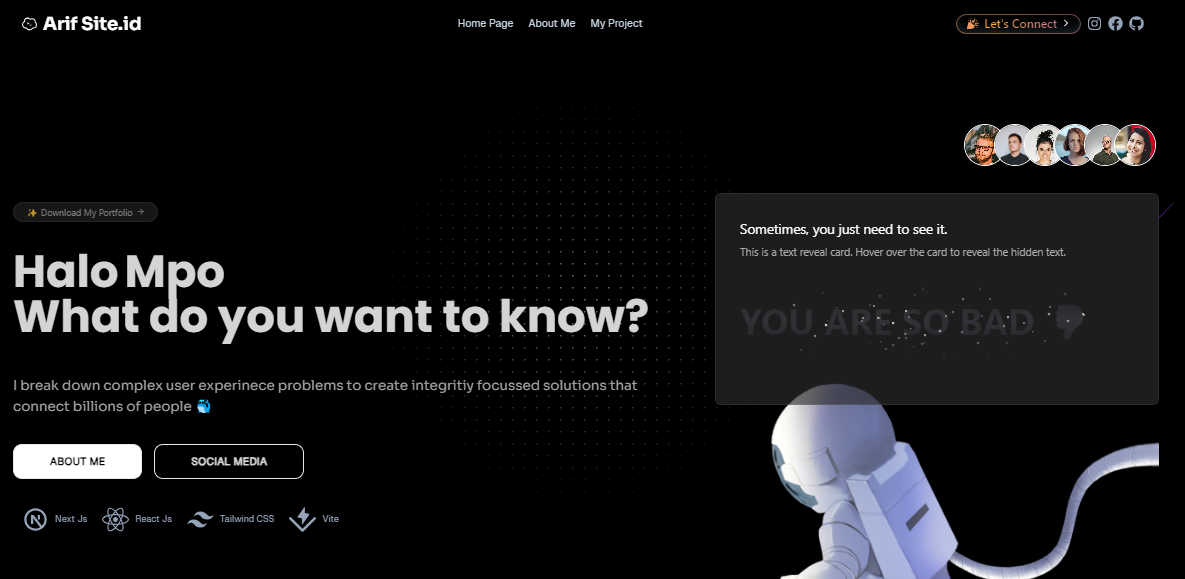 Arif Site.id
Home Page About Me My Project
Let's Connect
Download My Portfolio
Halo Mpo
What do you want to know?
I break down complex user experinece problems to create integritiy focussed solutions that
connect billions of people
ABOUT ME SOCIAL MEDIA
Next Js React Js Tailwind CSS Vite
Sometimes, you just need to see it.
This is a text reveal card. Hover over the card to reveal the hidden text.
YOU ARE SO BAD